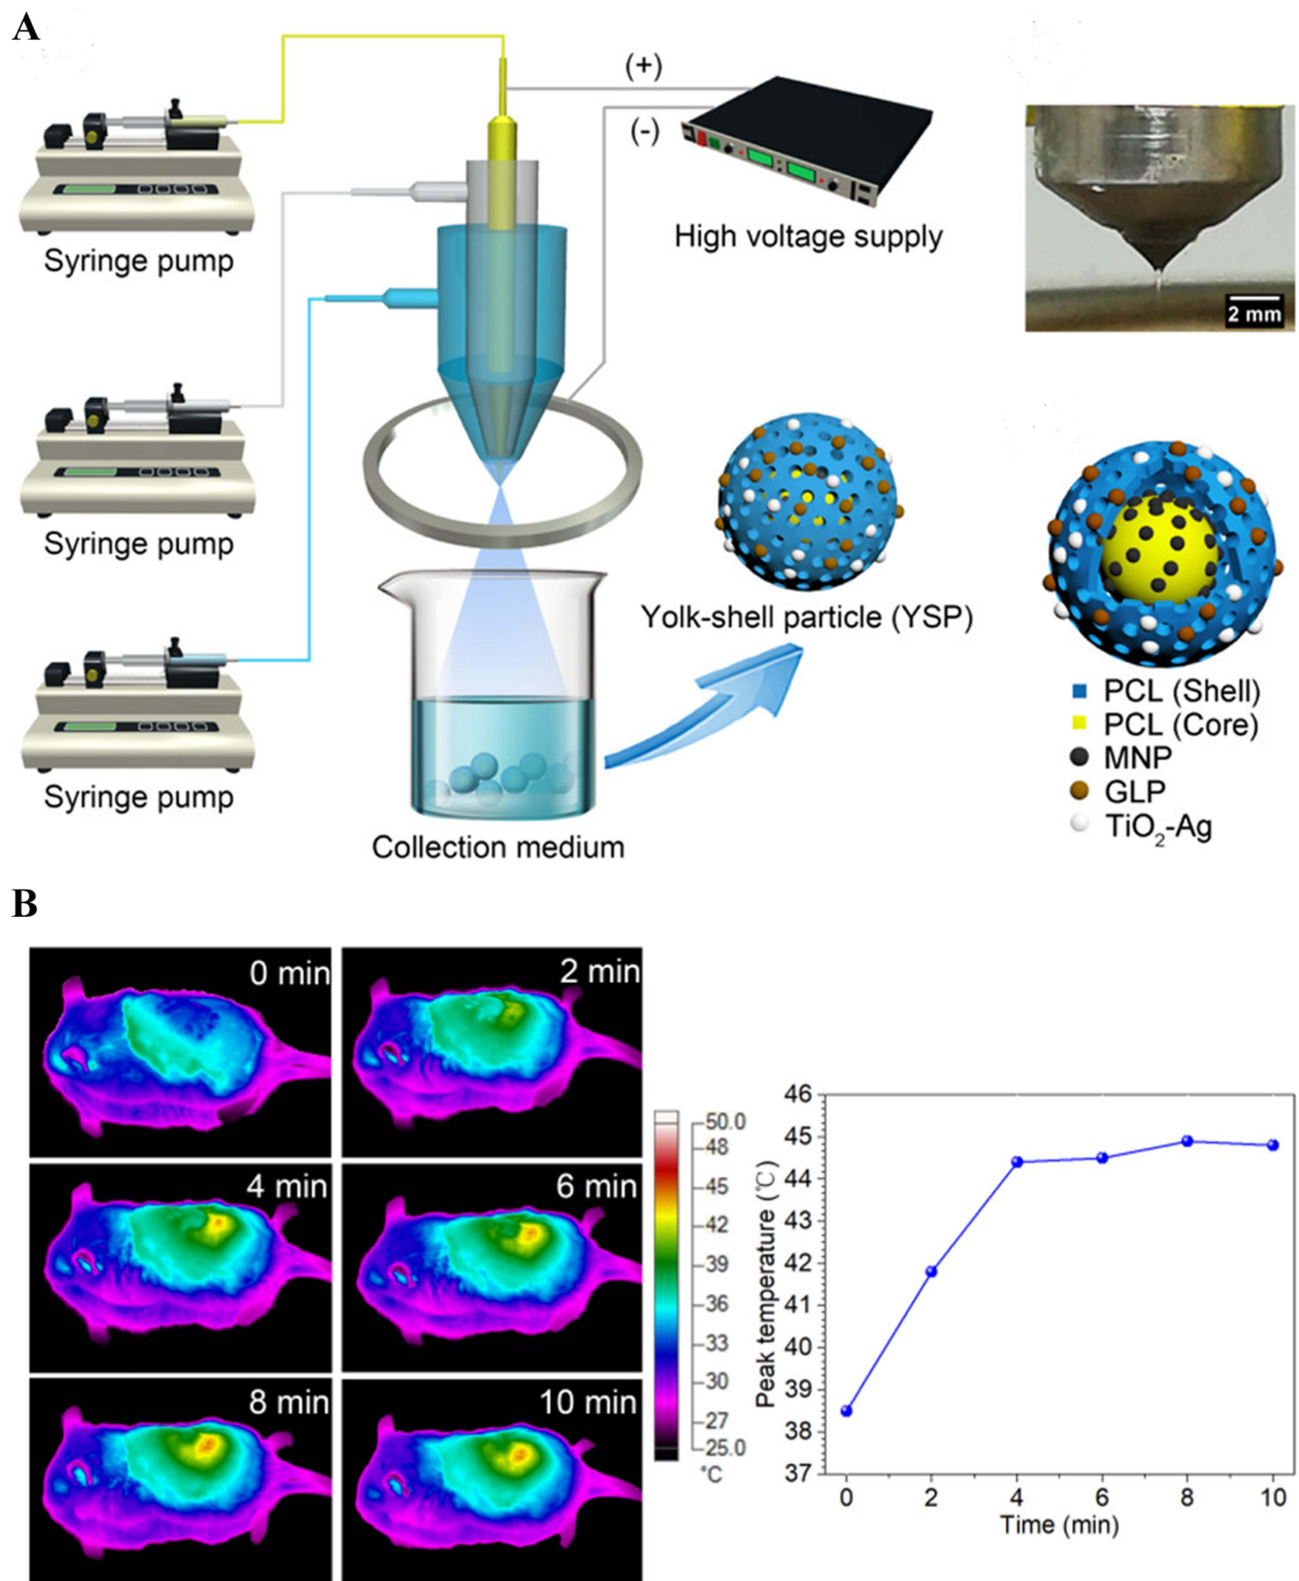 A
(+)
(-)
Syringe pump
High voltage supply
2 mm
Syringe pump
Yolk-shell particle (YSP)
PCL (Shell)
PCL (Core)
MNP
GLP
TiO2-Ag
Syringe pump
Collection medium
B
0 min
2 min
4 min
6 min
8 min
10 min
50.0
48
45
42
39
36
33
30
27
25.0
°C
Peak temperature (℃)
46
45
44
43
42
41
40
39
38
37
0 2 4 6 8 10
Time (min)